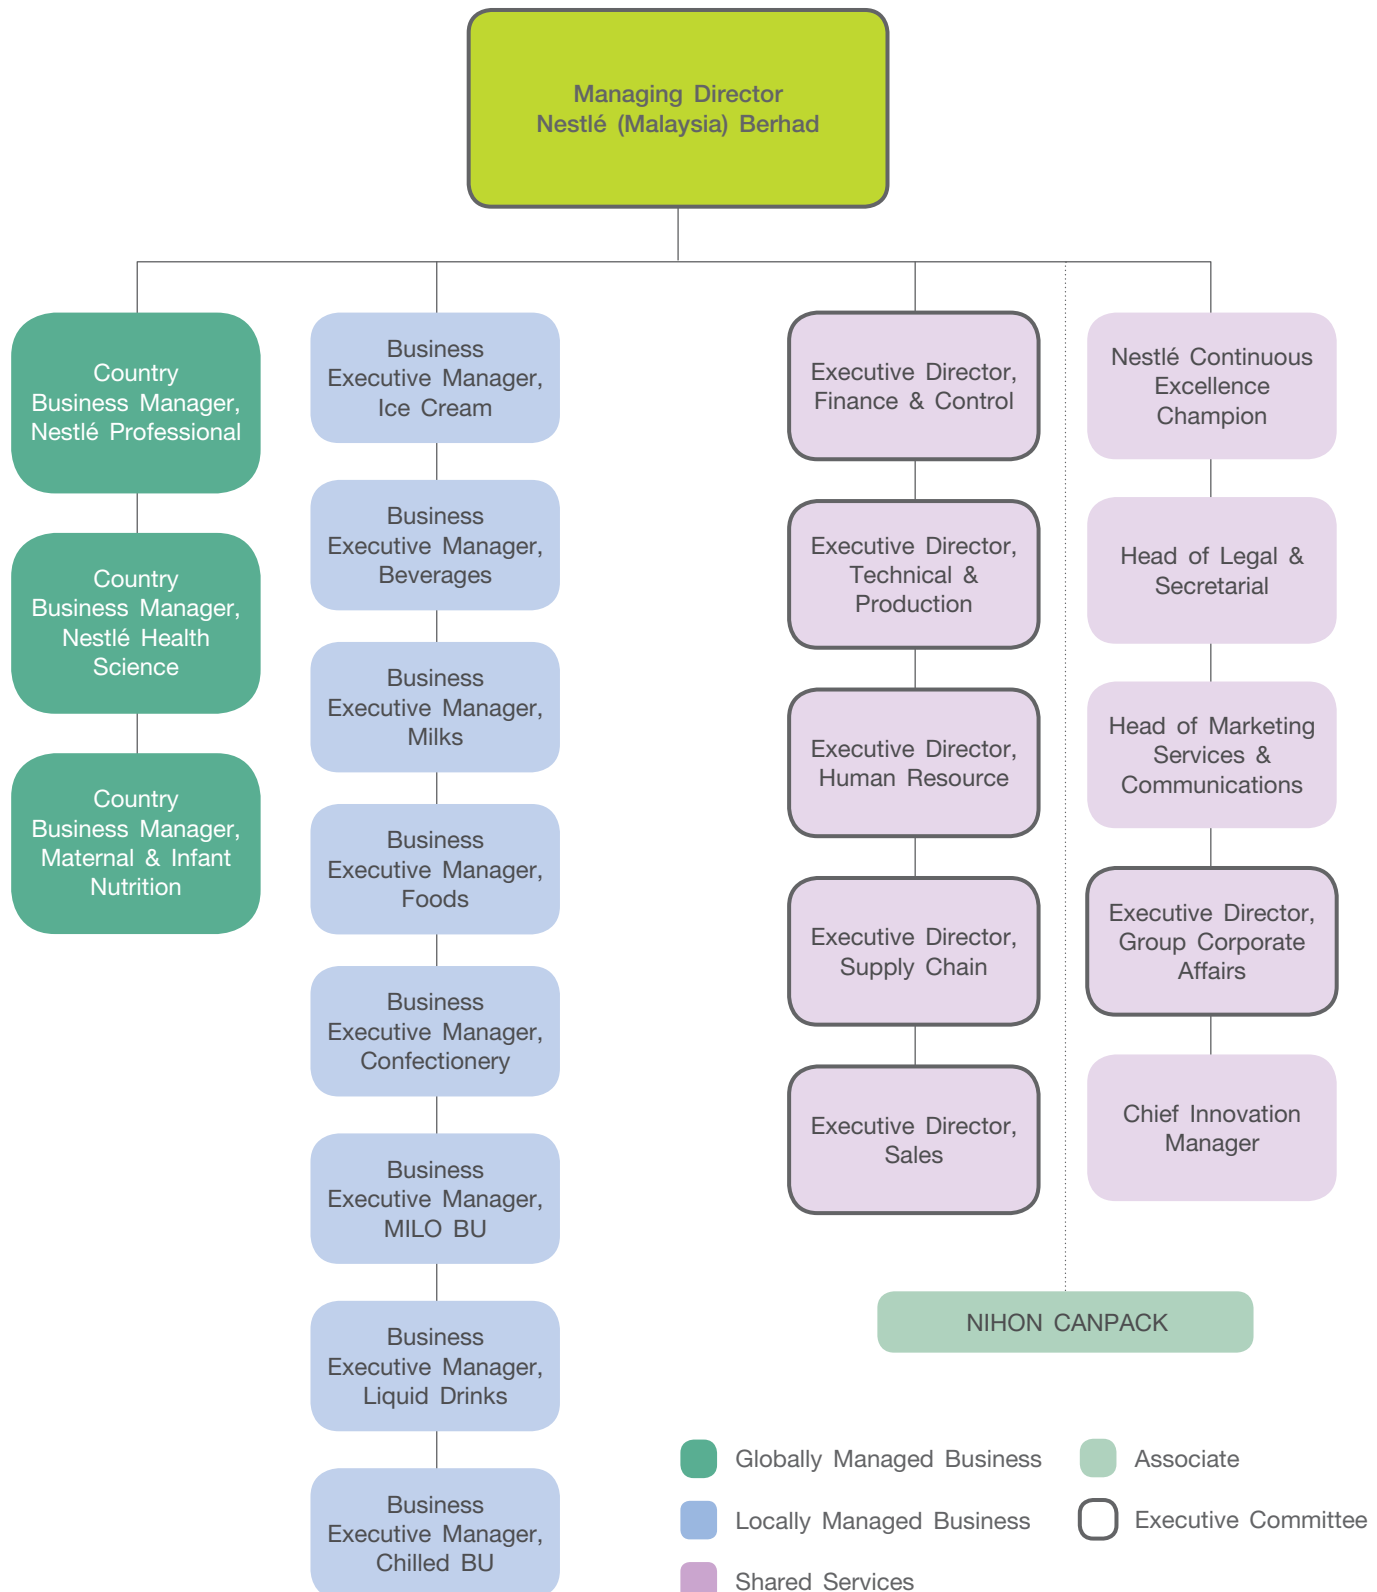 Managing Director
Nestlé (Malaysia) Berhad
Country
Business Manager,
Nestlé Professional
Country
Business Manager,
Nestlé Health
Science
Country
Business Manager,
Maternal & Infant
Nutrition
Business
Executive Manager,
Ice Cream
Business
Executive Manager,
Beverages
Business
Executive Manager,
Milks
Business
Executive Manager,
Foods
Business
Executive Manager,
Confectionery
Business
Executive Manager,
MILO BU
Business
Executive Manager,
Liquid Drinks
Business
Executive Manager,
Chilled BU
Executive Director,
Finance & Control
Executive Director,
Technical &
Production
Executive Director,
Human Resource
Executive Director,
Supply Chain
Executive Director,
Sales
Nestlé Continuous
Excellence
Champion
Head of Legal &
Secretarial
Head of Marketing
Services &
Communications
Executive Director,
Group Corporate
Affairs
Chief Innovation
Manager
NIHON CANPACK
Globally Managed Business
Locally Managed Business
Shared Services
Associate
Executive Committee